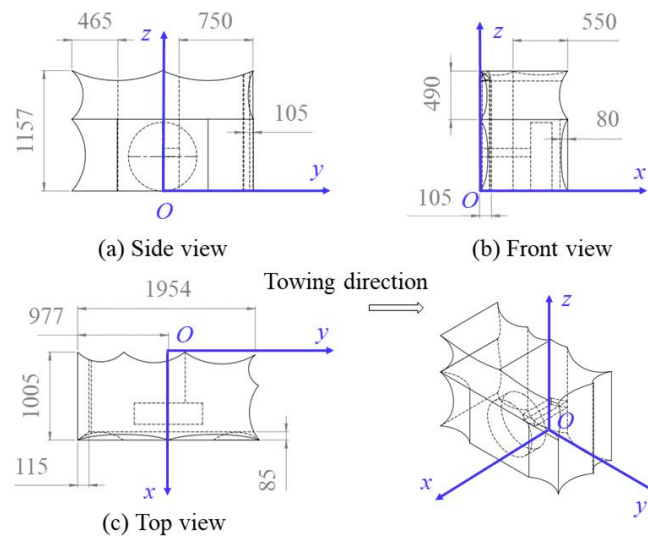 465
750
z
1157
105
y
O
(a) Side view
550
490
80
x
O
105
(b) Front view
Towing direction
1954
977
O
y
1005
115
85
x
(c) Top view
z
O
x
y